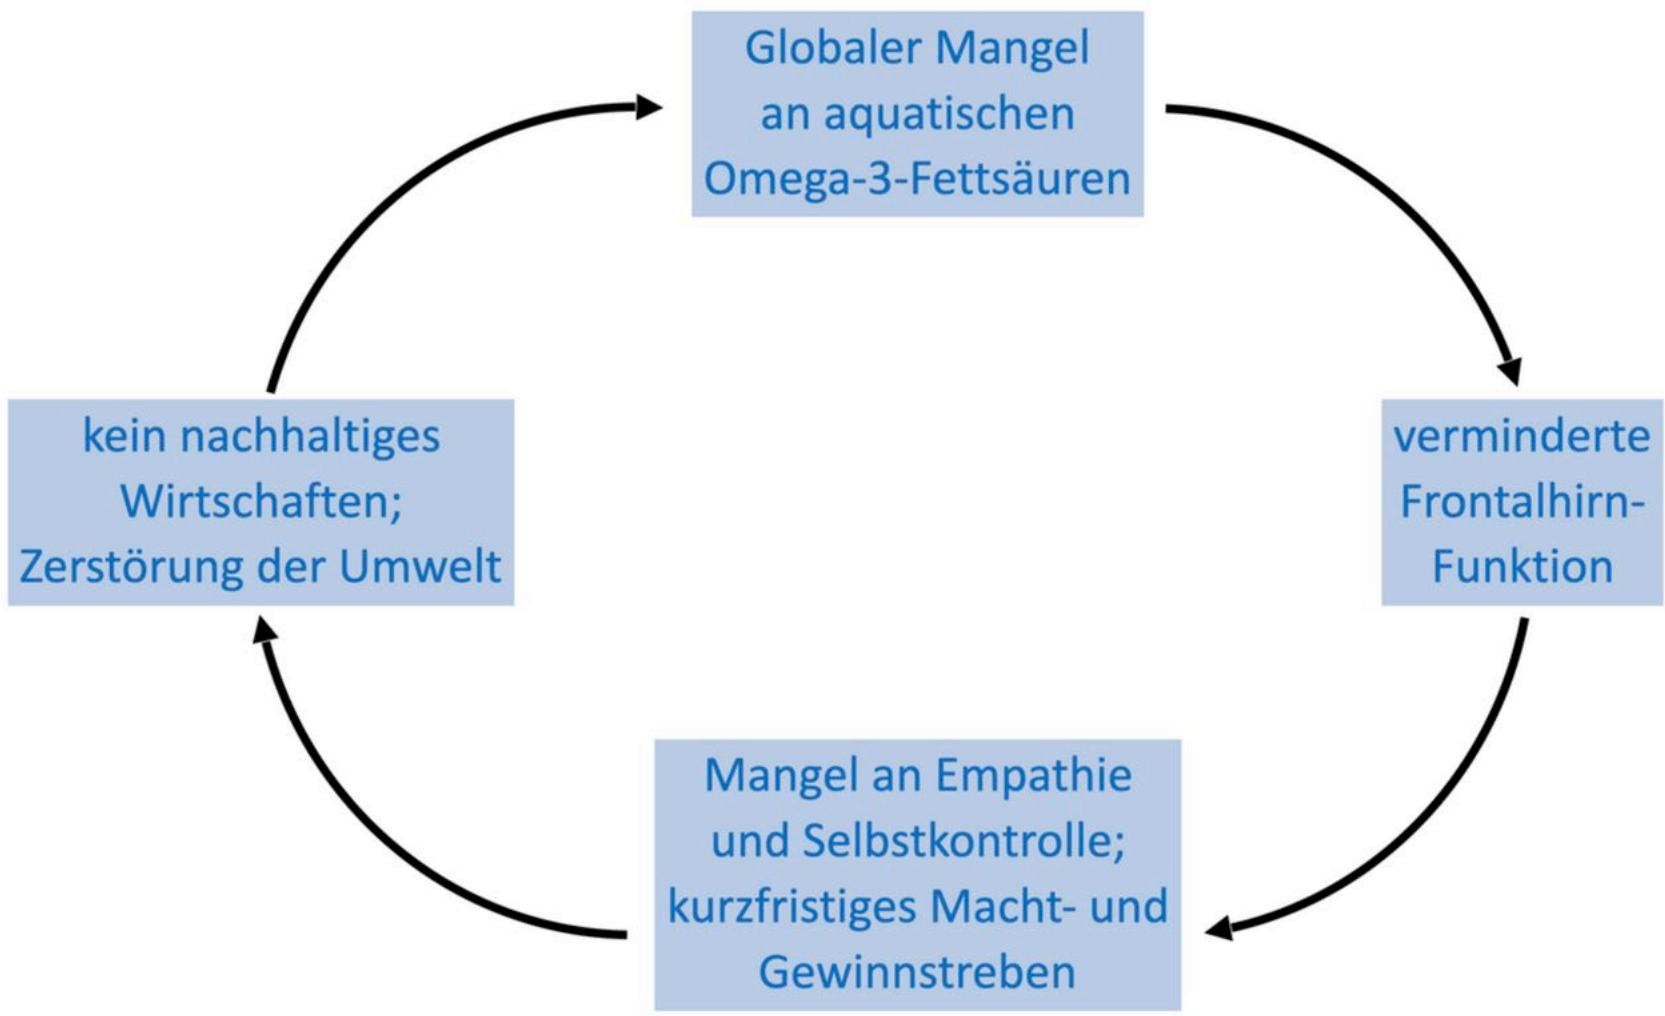 Globaler Mangel
an aquatischen
Omega-3-Fettsäuren
verminderte
Frontalhirn-
Funktion
Mangel an Empathie
und Selbstkontrolle;
kurzfristiges Macht- und
Gewinnstreben
kein nachhaltiges
Wirtschaften;
Zerstörung der Umwelt